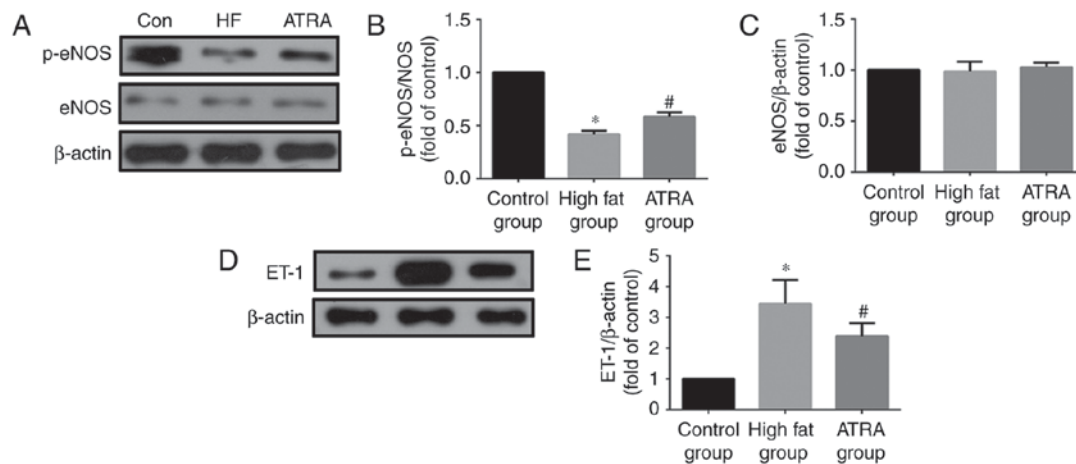 A
Con HF ATRA
p-eNOS
eNOS
β-actin
B
p-eNOS/NOS
(fold of control)
1.5
1.0
0.5
0.0
*
#
Control
group
High fat
group
ATRA
group
C
eNOS/β-actin
(fold of control)
1.5
1.0
0.5
0.0
Control
group
High fat
group
ATRA
group
D
ET-1
β-actin
E
ET-1/β-actin
(fold of control)
5
4
3
2
1
0
*
#
Control
group
High fat
group
ATRA
group